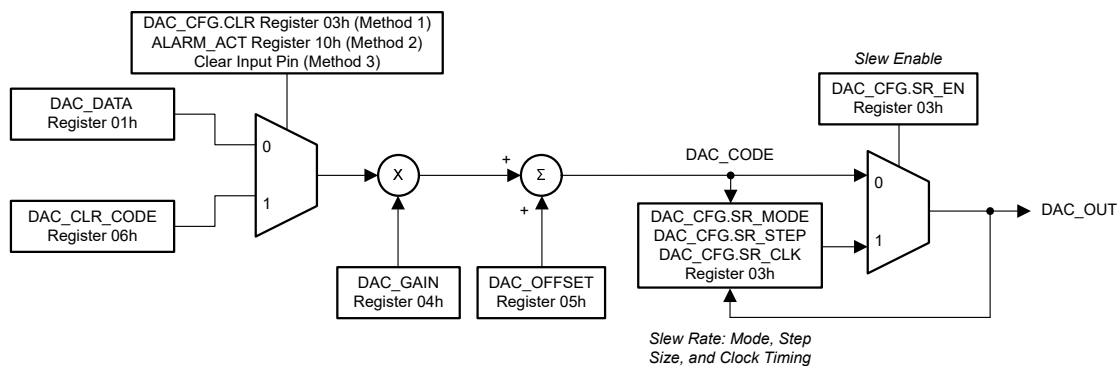 DAC_CFG.CLR Register 03h (Method 1)
ALARM_ACT Register 10h (Method 2)
Clear Input Pin (Method 3)
Slew Enable
DAC_CFG.SR_EN
Register 03h
DAC_DATA
Register 01h
0
1
DAC_CLR_CODE
Register 06h
X
+
+
Σ
DAC_GAIN
Register 04h
DAC_OFFSET
Register 05h
DAC_CODE
DAC_CFG.SR_MODE
DAC_CFG.SR_STEP
DAC_CFG.SR_CLK
Register 03h
0
1
DAC_OUT
Slew Rate: Mode, Step
Size, and Clock Timing